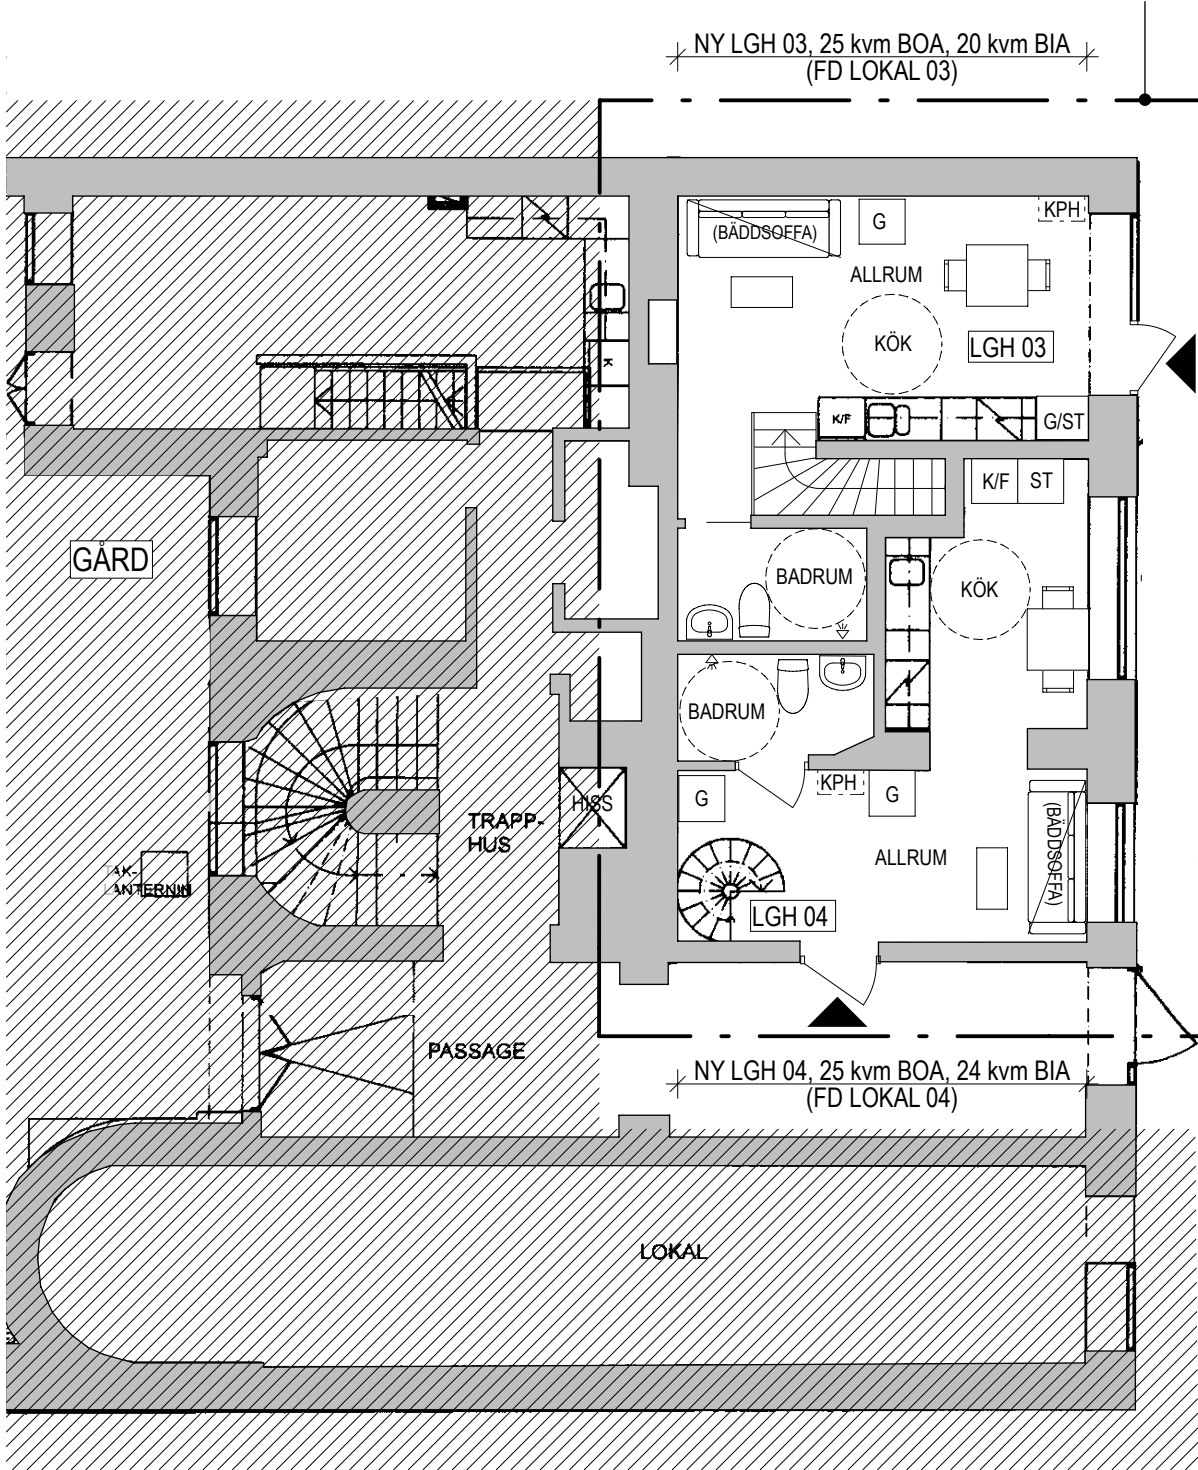 NY LGH 03, 25 kvm BOA, 20 kvm BIA
(FD LOKAL 03)
(BÄDDSOFFA)
G
KPH
ALLRUM
KÖK
LGH 03
K
K/F
G/ST
K/F
ST
GÅRD
BADRUM
KÖK
BADRUM
KPH
G
G
HISS
TRAPP-
HUS
(BÄDDSOFFA)
ALLRUM
TAK-
LANTERNIN
LGH 04
PASSAGE
NY LGH 04, 25 kvm BOA, 24 kvm BIA
(FD LOKAL 04)
LOKAL